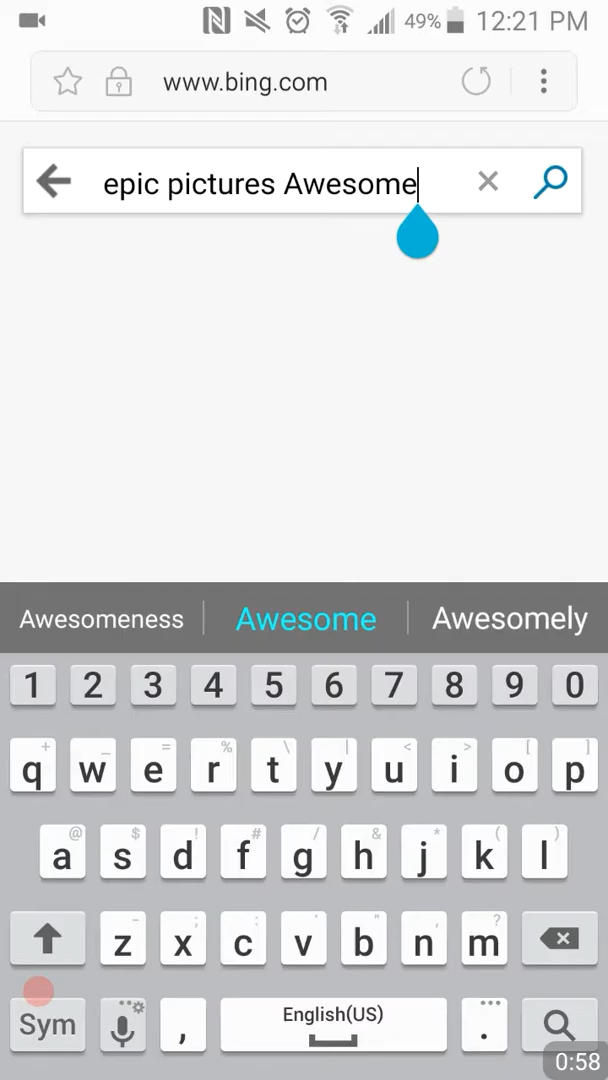 49% 12:21 PM
www.bing.com
epic pictures Awesome
Awesomeness Awesome Awesomely
1 2 3 4 5 6 7 8 9 0
+ _ = % \ | < > [ ]
q w e r t y u i o p
@ $ ! # / & * ( )
a s d f g h j k l
- ; : ' " , ?
z x c v b n m
Sym , English(US) .
0:58